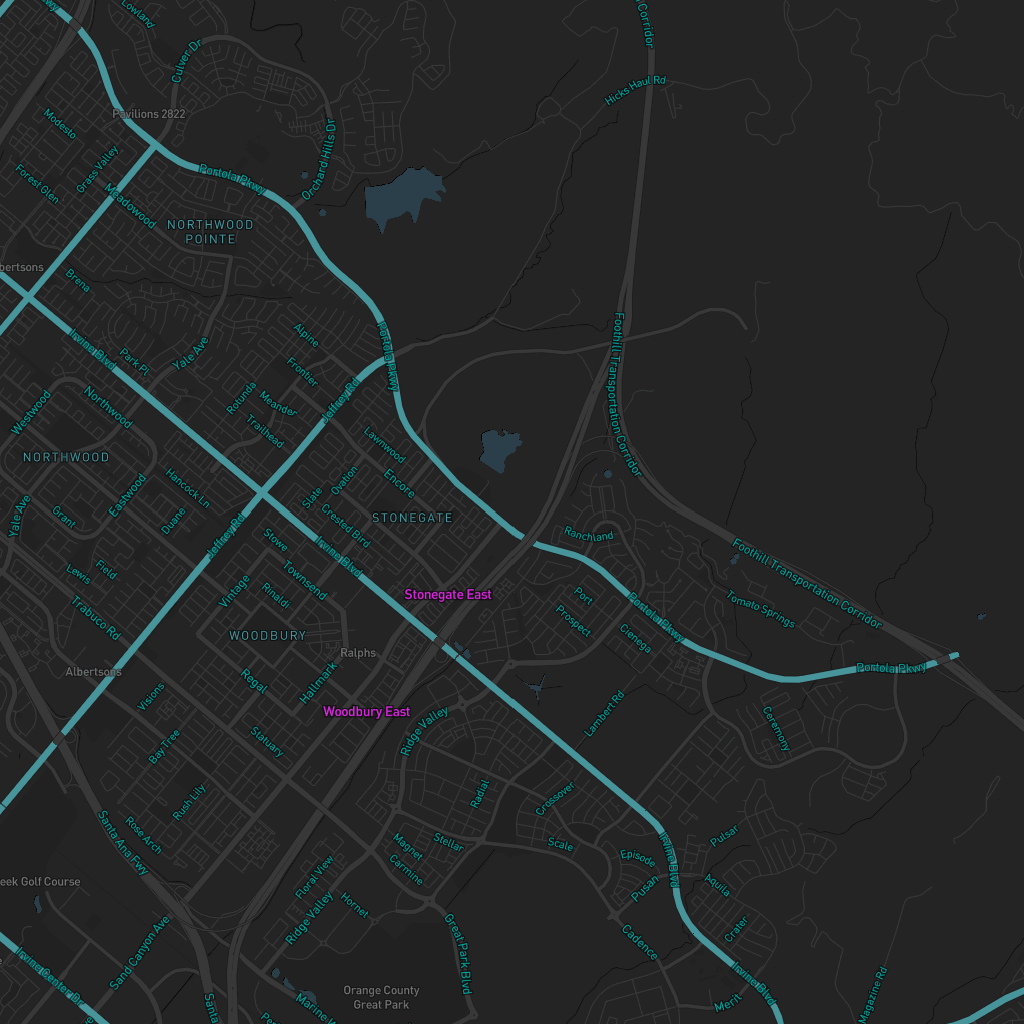 Lowland
Corridor
Culver Dr
Hicks Haul Rd
Pavilions 2822
Modesto
Orchard Hills Dr
Grass Valley
Forest Glen
Portola Pkwy
Meadowood
NORTHWOOD
POINTE
Brena
Irvine Blvd
Park Pl
Yale Ave
Alpine
Frontier
Portola Pkwy
Foothill Transportation Corridor
Westwood
Northwood
Rotunda
Meander
Jeffrey Rd
Trailhead
Lawnwood
NORTHWOOD
Eastwood
Hancock Ln
Ovation
Encore
Slate
Crested Bird
STONEGATE
Yale Ave
Grant
Duane
Jeffrey Rd
Stowe
Irvine Blvd
Ranchland
Foothill Transportation Corridor
Lewis
Field
Vintage
Townsend
Rinaldi
Stonegate East
Port
Portola Pkwy
Tomato Springs
Trabuco Rd
WOODBURY
Prospect
Cienega
Ralphs
Albertsons
Portola Pkwy
Visions
Regal
Hallmark
Woodbury East
Ridge Valley
Lambert Rd
Ceremony
Bay Tree
Statuary
Radial
Crossover
Rush Lily
Rese Arch
Santa Ana Fwy
Magnet
Stellar
Scale
Pulsar
Irvine Blvd
Episode
Carmine
Floral View
Pusan
Aquila
eek Golf Course
Hornet
Ridge Valley
Crater
Great Park Blvd
Cadence
Sand Canyon Ave
Irvine Center Dr
Irvine Blvd
Orange County
Great Park
Magazine Rd
Merit
Santa
Marine